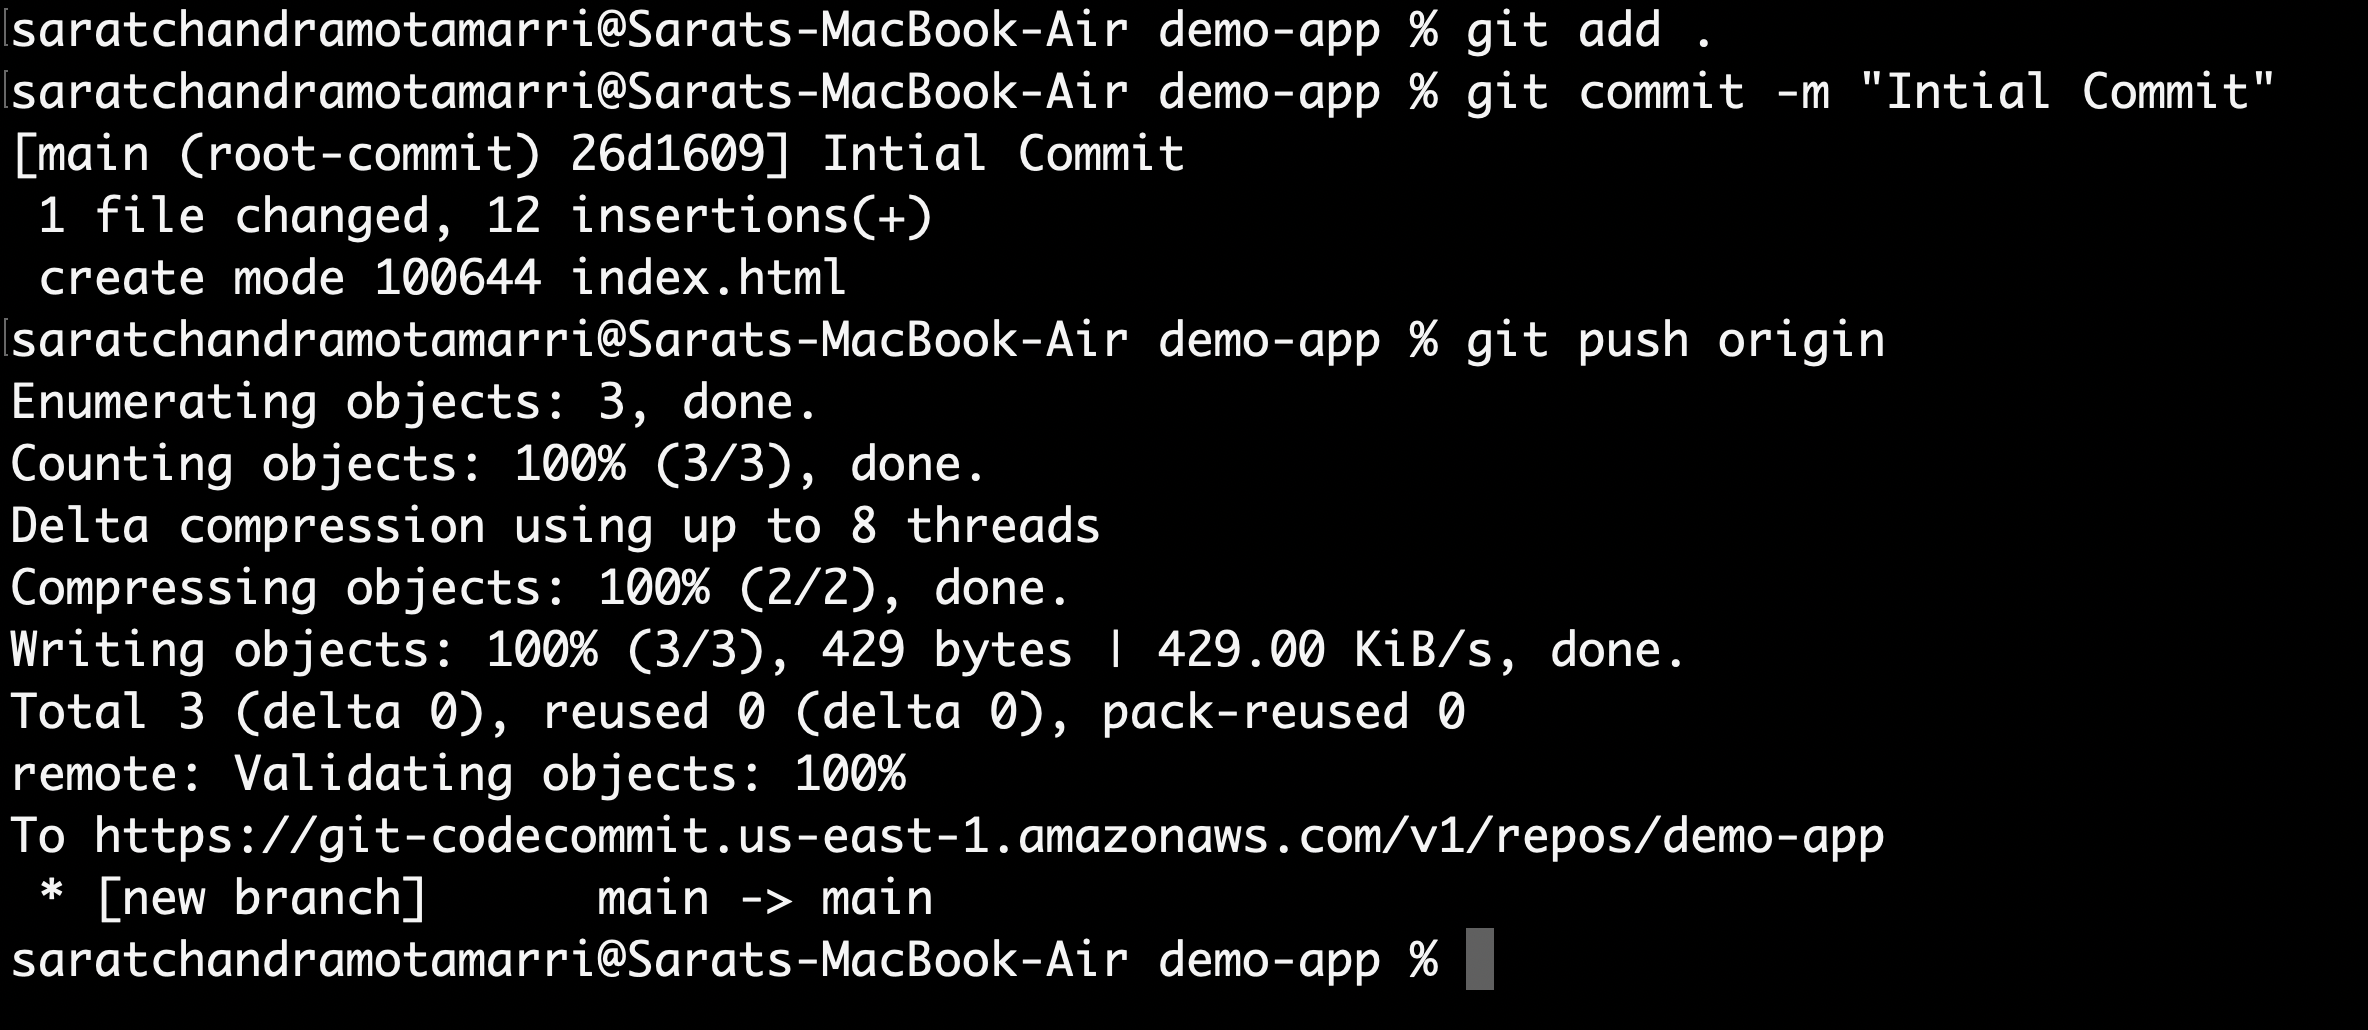 saratchandramotamarri@Sarats-MacBook-Air demo-app % git add .
saratchandramotamarri@Sarats-MacBook-Air demo-app % git commit -m "Intial Commit"
[main (root-commit) 26d1609] Intial Commit
 1 file changed, 12 insertions(+)
 create mode 100644 index.html
saratchandramotamarri@Sarats-MacBook-Air demo-app % git push origin
Enumerating objects: 3, done.
Counting objects: 100% (3/3), done.
Delta compression using up to 8 threads
Compressing objects: 100% (2/2), done.
Writing objects: 100% (3/3), 429 bytes | 429.00 KiB/s, done.
Total 3 (delta 0), reused 0 (delta 0), pack-reused 0
remote: Validating objects: 100%
To https://git-codecommit.us-east-1.amazonaws.com/v1/repos/demo-app
 * [new branch]      main -> main
saratchandramotamarri@Sarats-MacBook-Air demo-app %